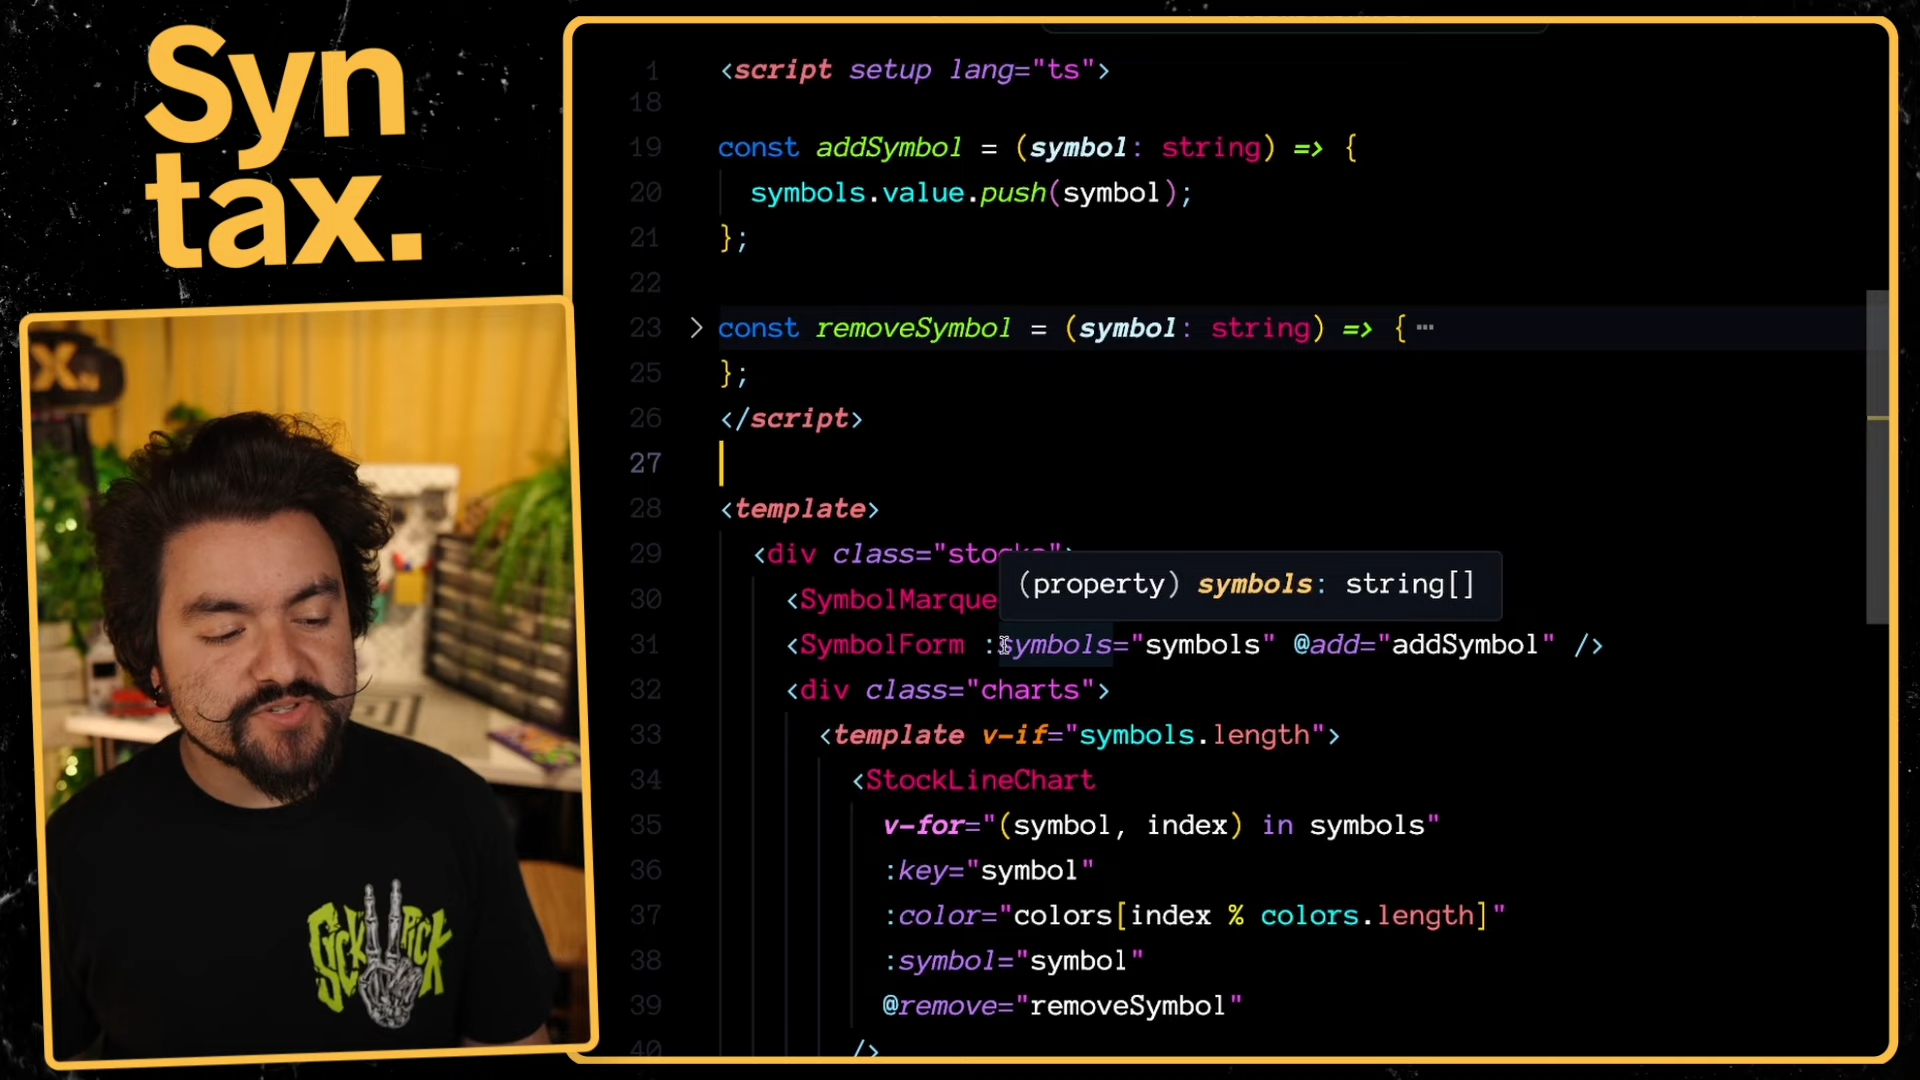 Syn
tax.
x.
SiCK PiCK
1 <script setup lang="ts">
18
19 const addSymbol = (symbol: string) => {
20 symbols.value.push(symbol);
21 };
22
23 const removeSymbol = (symbol: string) => { ···
25 };
26 </script>
27
28 <template>
29 <div class="stocks">
(property) symbols: string[]
30 <SymbolMarque
31 <SymbolForm :symbols="symbols" @add="addSymbol" />
32 <div class="charts">
33 <template v-if="symbols.length">
34 <StockLineChart
35 v-for="(symbol, index) in symbols"
36 :key="symbol"
37 :color="colors[index % colors.length]"
38 :symbol="symbol"
39 @remove="removeSymbol"
40 />